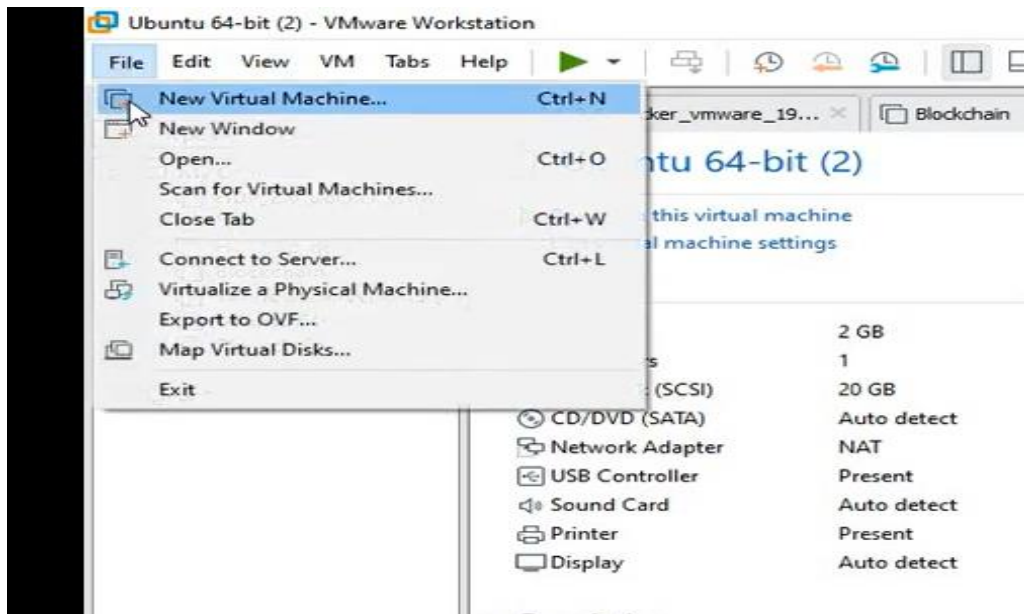 Ubuntu 64-bit (2) - VMware Workstation
File Edit View VM Tabs Help
New Virtual Machine... Ctrl+N
New Window
Open... Ctrl+O
Scan for Virtual Machines...
Close Tab Ctrl+W
Connect to Server... Ctrl+L
Virtualize a Physical Machine...
Export to OVF...
Map Virtual Disks...
Exit
ker_vmware_19... Blockchain
ntu 64-bit (2)
this virtual machine
al machine settings
2 GB
rs 1
(SCSI) 20 GB
CD/DVD (SATA) Auto detect
Network Adapter NAT
USB Controller Present
Sound Card Auto detect
Printer Present
Display Auto detect